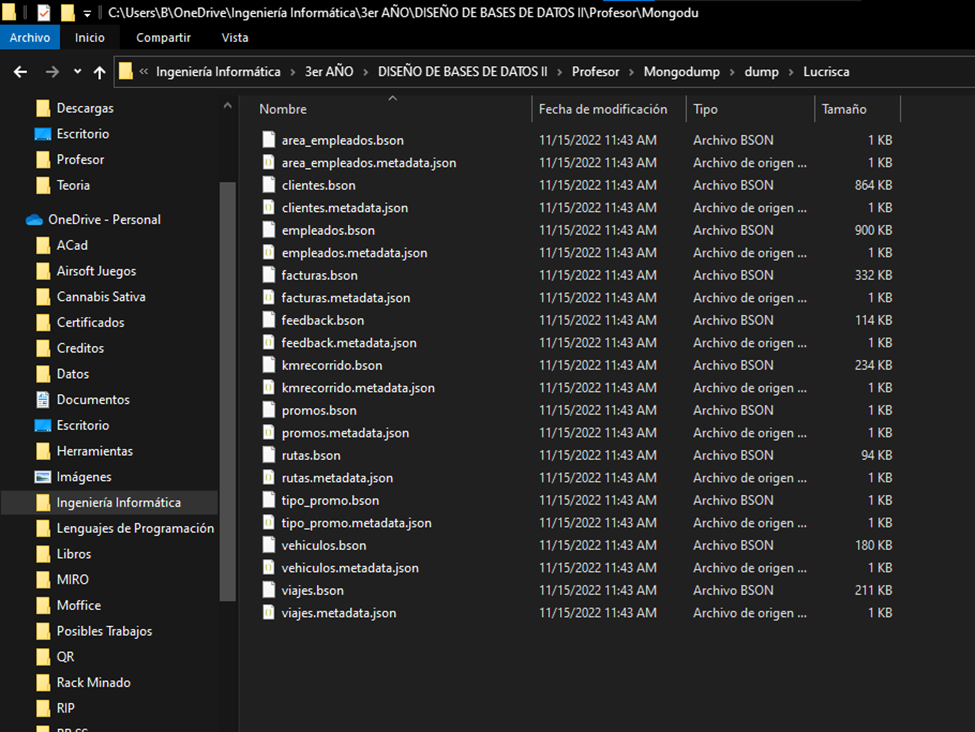 C:\Users\B\OneDrive\Ingeniería Informática\3er AÑO\DISEÑO DE BASES DE DATOS II\Profesor\Mongodu
Archivo Inicio Compartir Vista
« Ingeniería Informática > 3er AÑO > DISEÑO DE BASES DE DATOS II > Profesor > Mongodump > dump > Lucrisca
Descargas
Escritorio
Profesor
Teoria
OneDrive - Personal
ACad
Airsoft Juegos
Cannabis Sativa
Certificados
Creditos
Datos
Documentos
Escritorio
Herramientas
Imágenes
Ingeniería Informática
Lenguajes de Programación
Libros
MIRO
Moffice
Posibles Trabajos
QR
Rack Minado
RIP
Nombre Fecha de modificación Tipo Tamaño
area_empleados.bson 11/15/2022 11:43 AM Archivo BSON 1 KB
area_empleados.metadata.json 11/15/2022 11:43 AM Archivo de origen ... 1 KB
clientes.bson 11/15/2022 11:43 AM Archivo BSON 864 KB
clientes.metadata.json 11/15/2022 11:43 AM Archivo de origen ... 1 KB
empleados.bson 11/15/2022 11:43 AM Archivo BSON 900 KB
empleados.metadata.json 11/15/2022 11:43 AM Archivo de origen ... 1 KB
facturas.bson 11/15/2022 11:43 AM Archivo BSON 332 KB
facturas.metadata.json 11/15/2022 11:43 AM Archivo de origen ... 1 KB
feedback.bson 11/15/2022 11:43 AM Archivo BSON 114 KB
feedback.metadata.json 11/15/2022 11:43 AM Archivo de origen ... 1 KB
kmrecorrido.bson 11/15/2022 11:43 AM Archivo BSON 234 KB
kmrecorrido.metadata.json 11/15/2022 11:43 AM Archivo de origen ... 1 KB
promos.bson 11/15/2022 11:43 AM Archivo BSON 1 KB
promos.metadata.json 11/15/2022 11:43 AM Archivo de origen ... 1 KB
rutas.bson 11/15/2022 11:43 AM Archivo BSON 94 KB
rutas.metadata.json 11/15/2022 11:43 AM Archivo de origen ... 1 KB
tipo_promo.bson 11/15/2022 11:43 AM Archivo BSON 1 KB
tipo_promo.metadata.json 11/15/2022 11:43 AM Archivo de origen ... 1 KB
vehiculos.bson 11/15/2022 11:43 AM Archivo BSON 180 KB
vehiculos.metadata.json 11/15/2022 11:43 AM Archivo de origen ... 1 KB
viajes.bson 11/15/2022 11:43 AM Archivo BSON 211 KB
viajes.metadata.json 11/15/2022 11:43 AM Archivo de origen ... 1 KB